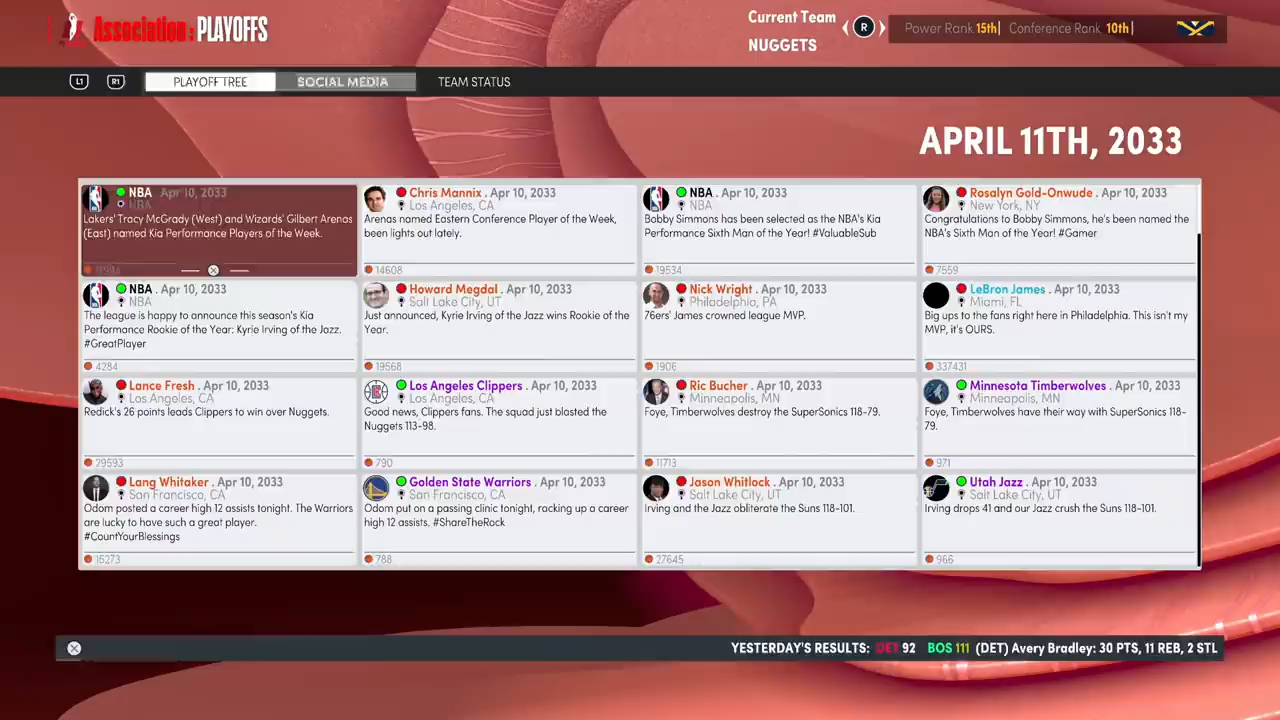 Association: PLAYOFFS
Current Team
NUGGETS
R
Power Rank 15th| Conference Rank 10th|
L1 R1 PLAYOFF TREE SOCIAL MEDIA TEAM STATUS
APRIL 11TH, 2033
NBA Apr 10, 2033
NBA
Lakers' Tracy McGrady (West) and Wizards' Gilbert Arenas
(East) named Kia Performance Players of the Week.
Chris Mannix . Apr 10, 2033
Los Angeles, CA
Arenas named Eastern Conference Player of the Week,
been lights out lately.
14608
NBA . Apr 10, 2033
NBA
Bobby Simmons has been selected as the NBA's Kia
Performance Sixth Man of the Year! #ValuableSub
19534
Rosalyn Gold-Onwude . Apr 10, 2033
New York, NY
Congratulations to Bobby Simmons, he's been named the
NBA's Sixth Man of the Year! #Gamer
7559
NBA . Apr 10, 2033
NBA
The league is happy to announce this season's Kia
Performance Rookie of the Year: Kyrie Irving of the Jazz.
#GreatPlayer
4284
Howard Megdal . Apr 10, 2033
Salt Lake City, UT
Just announced, Kyrie Irving of the Jazz wins Rookie of the
Year.
19568
Nick Wright . Apr 10, 2033
Philadelphia, PA
76ers' James crowned league MVP.
1906
LeBron James . Apr 10, 2033
Miami, FL
Big ups to the fans right here in Philadelphia. This isn't my
MVP, it's OURS.
337431
Lance Fresh . Apr 10, 2033
Los Angeles, CA
Redick's 26 points leads Clippers to win over Nuggets.
29593
Los Angeles Clippers . Apr 10, 2033
Los Angeles, CA
Good news, Clippers fans. The squad just blasted the
Nuggets 113-98.
790
Ric Bucher . Apr 10, 2033
Minneapolis, MN
Foye, Timberwolves destroy the SuperSonics 118-79.
11713
Minnesota Timberwolves . Apr 10, 2033
Minneapolis, MN
Foye, Timberwolves have their way with SuperSonics 118-
79.
971
Lang Whitaker . Apr 10, 2033
San Francisco, CA
Odom posted a career high 12 assists tonight. The Warriors
are lucky to have such a great player.
#CountYourBlessings
15273
Golden State Warriors . Apr 10, 2033
San Francisco, CA
Odom put on a passing clinic tonight, racking up a career
high 12 assists. #ShareTheRock
788
Jason Whitlock . Apr 10, 2033
Salt Lake City, UT
Irving and the Jazz obliterate the Suns 118-101.
27645
Utah Jazz . Apr 10, 2033
Salt Lake City, UT
Irving drops 41 and our Jazz crush the Suns 118-101.
966
YESTERDAY'S RESULTS: DET 92 BOS 111 (DET) Avery Bradley: 30 PTS, 11 REB, 2 STL